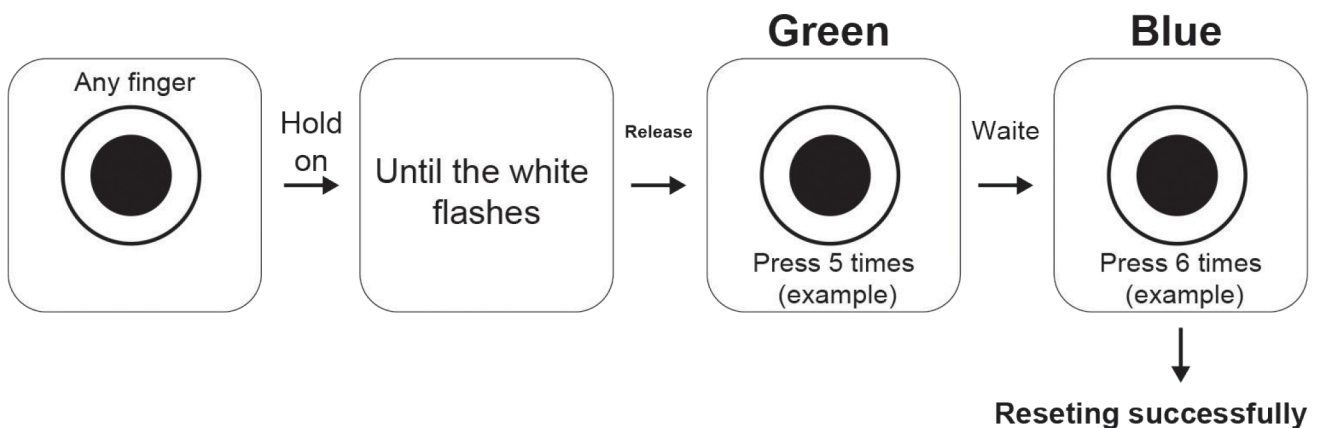 Green
Blue
Any finger
Hold
on
Until the white
flashes
Release
Press 5 times
(example)
Waite
Press 6 times
(example)
Reseting successfully